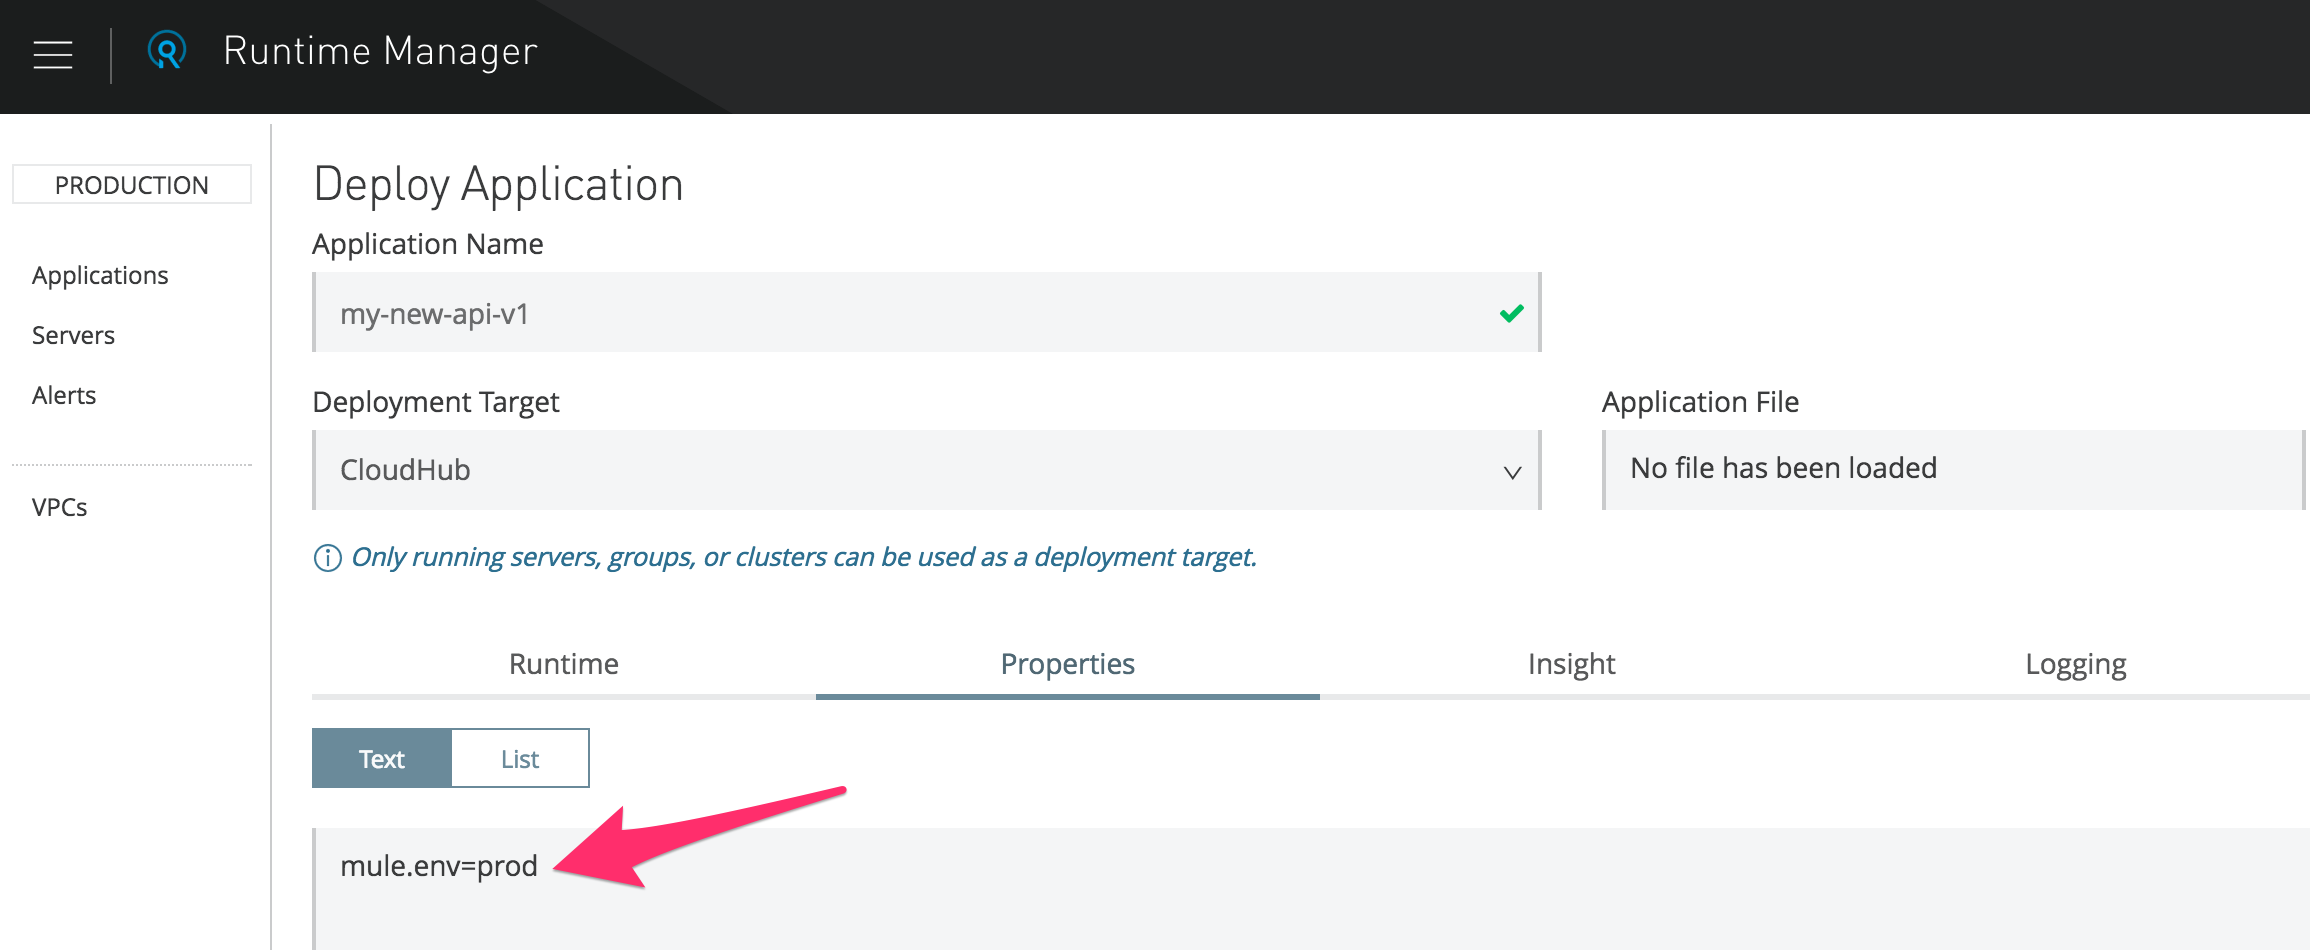 Runtime Manager
PRODUCTION
Applications
Servers
Alerts
VPCs
Deploy Application
Application Name
my-new-api-v1
Deployment Target
Application File
CloudHub
No file has been loaded
Only running servers, groups, or clusters can be used as a deployment target.
Runtime
Properties
Insight
Logging
Text
List
mule.env=prod